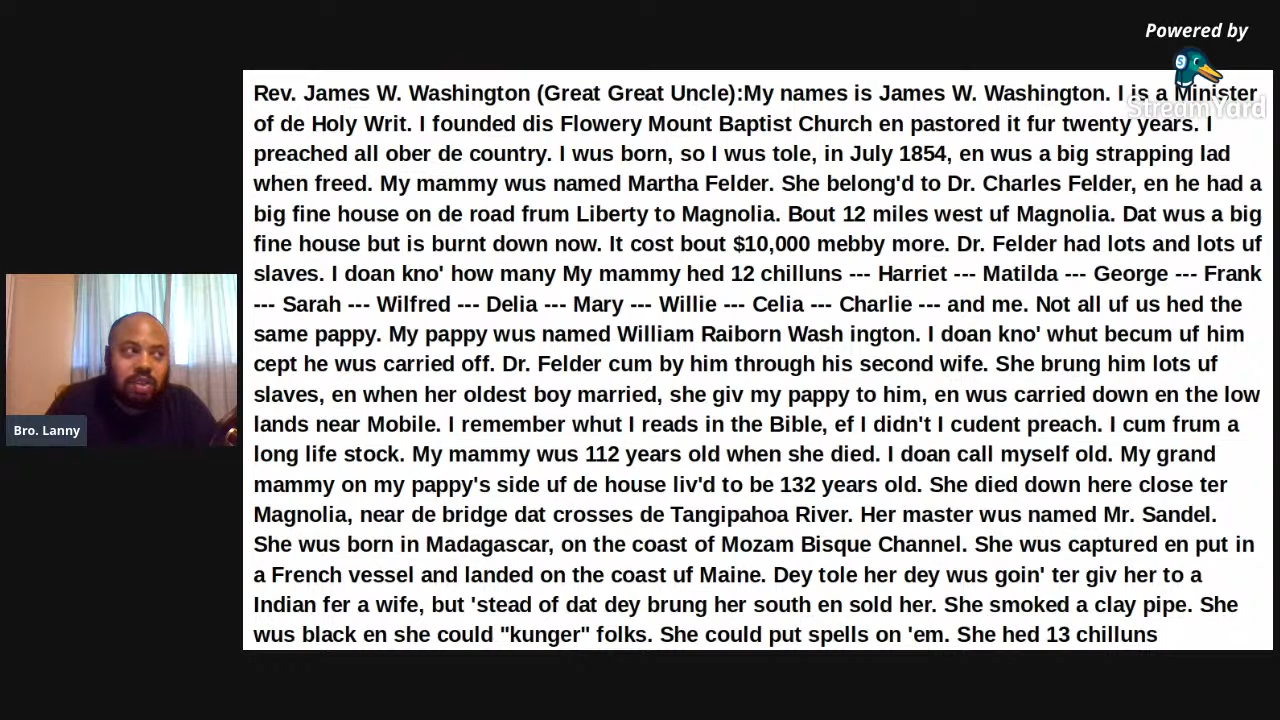 Powered by
StreamYard
Rev. James W. Washington (Great Great Uncle):My names is James W. Washington. I is a Minister
of de Holy Writ. I founded dis Flowery Mount Baptist Church en pastored it fur twenty years. I
preached all ober de country. I wus born, so I wus tole, in July 1854, en wus a big strapping lad
when freed. My mammy wus named Martha Felder. She belong'd to Dr. Charles Felder, en he had a
big fine house on de road frum Liberty to Magnolia. Bout 12 miles west uf Magnolia. Dat wus a big
fine house but is burnt down now. It cost bout $10,000 mebby more. Dr. Felder had lots and lots uf
slaves. I doan kno' how many My mammy hed 12 chilluns --- Harriet --- Matilda --- George --- Frank
--- Sarah --- Wilfred --- Delia --- Mary --- Willie --- Celia --- Charlie --- and me. Not all uf us hed the
same pappy. My pappy wus named William Raiborn Wash ington. I doan kno' whut becum uf him
cept he wus carried off. Dr. Felder cum by him through his second wife. She brung him lots uf
slaves, en when her oldest boy married, she giv my pappy to him, en wus carried down en the low
lands near Mobile. I remember whut I reads in the Bible, ef I didn't I cudent preach. I cum frum a
long life stock. My mammy wus 112 years old when she died. I doan call myself old. My grand
mammy on my pappy's side uf de house liv'd to be 132 years old. She died down here close ter
Magnolia, near de bridge dat crosses de Tangipahoa River. Her master wus named Mr. Sandel.
She wus born in Madagascar, on the coast of Mozam Bisque Channel. She wus captured en put in
a French vessel and landed on the coast uf Maine. Dey tole her dey wus goin' ter giv her to a
Indian fer a wife, but 'stead of dat dey brung her south en sold her. She smoked a clay pipe. She
wus black en she could "kunger" folks. She could put spells on 'em. She hed 13 chilluns
Bro. Lanny